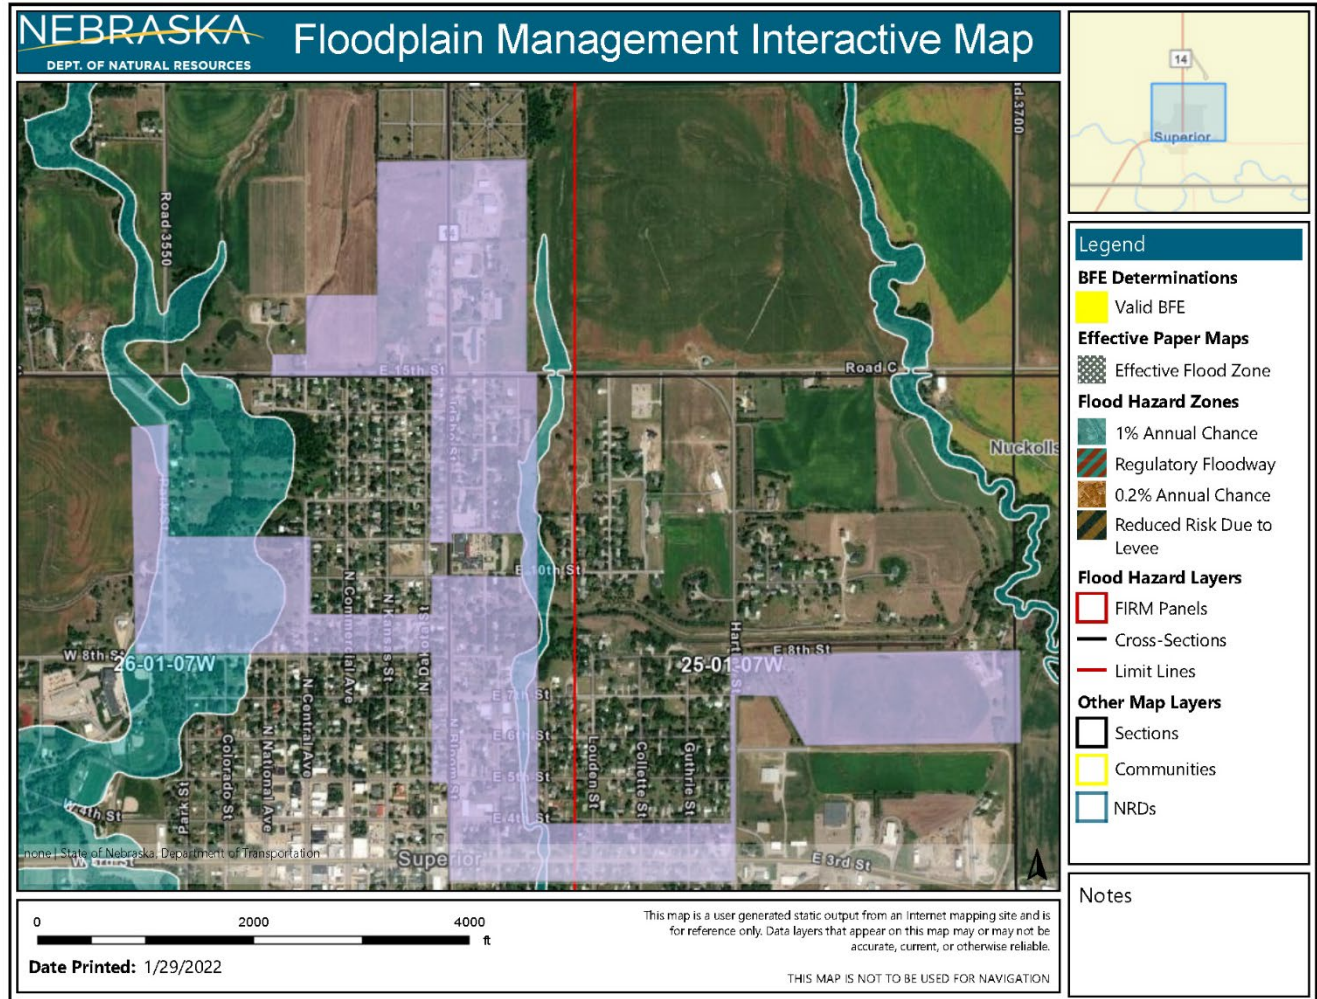 NEBRASKA
DEPT. OF NATURAL RESOURCES
Floodplain Management Interactive Map
14
Superior
Road 3550
d 3700
E 15th St
Road C
Nuckolls
E 10th St
W 8th St
26-01-07W
25-01-07W
E 8th St
Hart
St
N Commercial Ave
N Kansas St
N Dakota St
N Central Ave
E 7th St
E 6th St
E 5th St
E 4th St
N Bloom St
Louden St
Collette St
Guthrie St
Colorado St
N National Ave
Park St
W 4th St
none | State of Nebraska, Department of Transportation
Superior
E 3rd St
Legend
BFE Determinations
Valid BFE
Effective Paper Maps
Effective Flood Zone
Flood Hazard Zones
1% Annual Chance
Regulatory Floodway
0.2% Annual Chance
Reduced Risk Due to
Levee
Flood Hazard Layers
FIRM Panels
Cross-Sections
Limit Lines
Other Map Layers
Sections
Communities
NRDs
Notes
0 2000 4000
ft
Date Printed: 1/29/2022
This map is a user generated static output from an Internet mapping site and is
for reference only. Data layers that appear on this map may or may not be
accurate, current, or otherwise reliable.
THIS MAP IS NOT TO BE USED FOR NAVIGATION